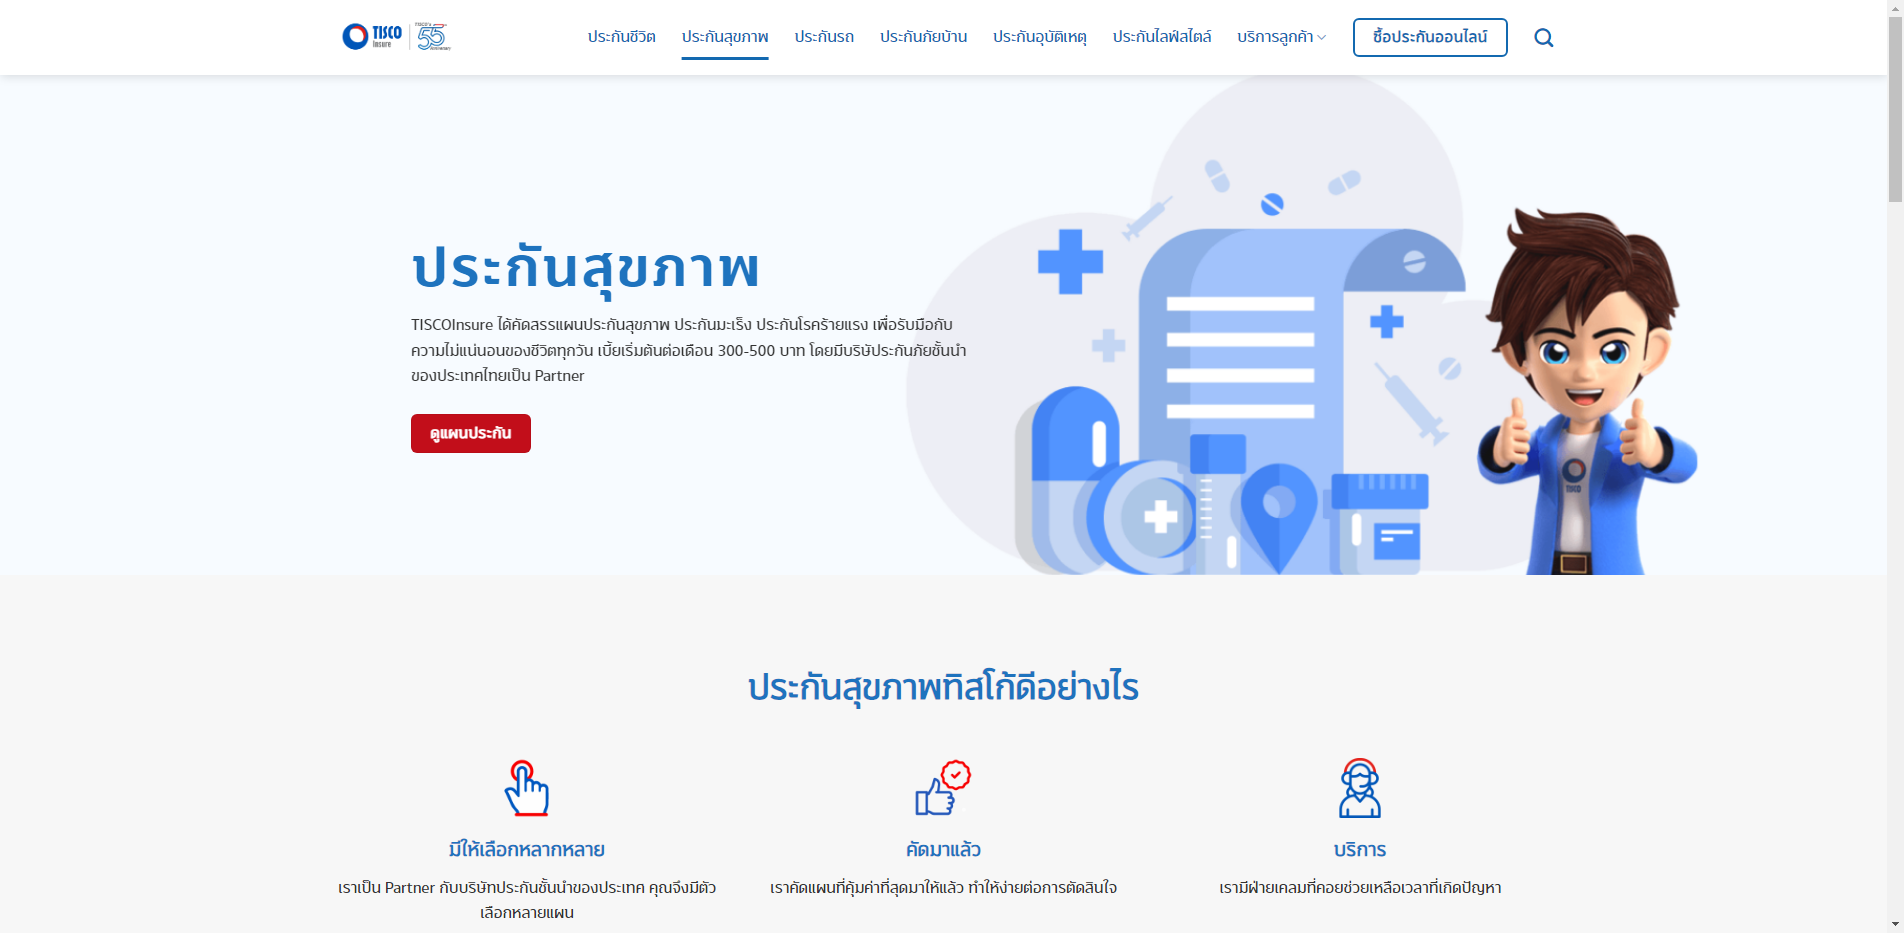 TISCO
Insure
TISCO's
55
Anniversary
ประกันชีวิต
ประกันสุขภาพ
ประกันรถ
ประกันภัยบ้าน
ประกันอุบัติเหตุ
ประกันไลฟ์สไตล์
บริการลูกค้า
ซื้อประกันออนไลน์
ประกันสุขภาพ
TISCOInsure ได้คัดสรรแผนประกันสุขภาพ ประกันมะเร็ง ประกันโรคร้ายแรง เพื่อรับมือกับ
ความไม่แน่นอนของชีวิตทุกวัน เบี้ยเริ่มต้นต่อเดือน 300-500 บาท โดยมีบริษัประกันภัยชั้นนำ
ของประเทศไทยเป็น Partner
ดูแผนประกัน
TISCO
ประกันสุขภาพทิสโก้ดีอย่างไร
มีให้เลือกหลากหลาย
เราเป็น Partner กับบริษัทประกันชั้นนำของประเทศ คุณจึงมีตัว
เลือกหลายแผน
คัดมาแล้ว
เราคัดแผนที่คุ้มค่าที่สุดมาให้แล้ว ทำให้ง่ายต่อการตัดสินใจ
บริการ
เรามีฝ่ายเคลมที่คอยช่วยเหลือเวลาที่เกิดปัญหา